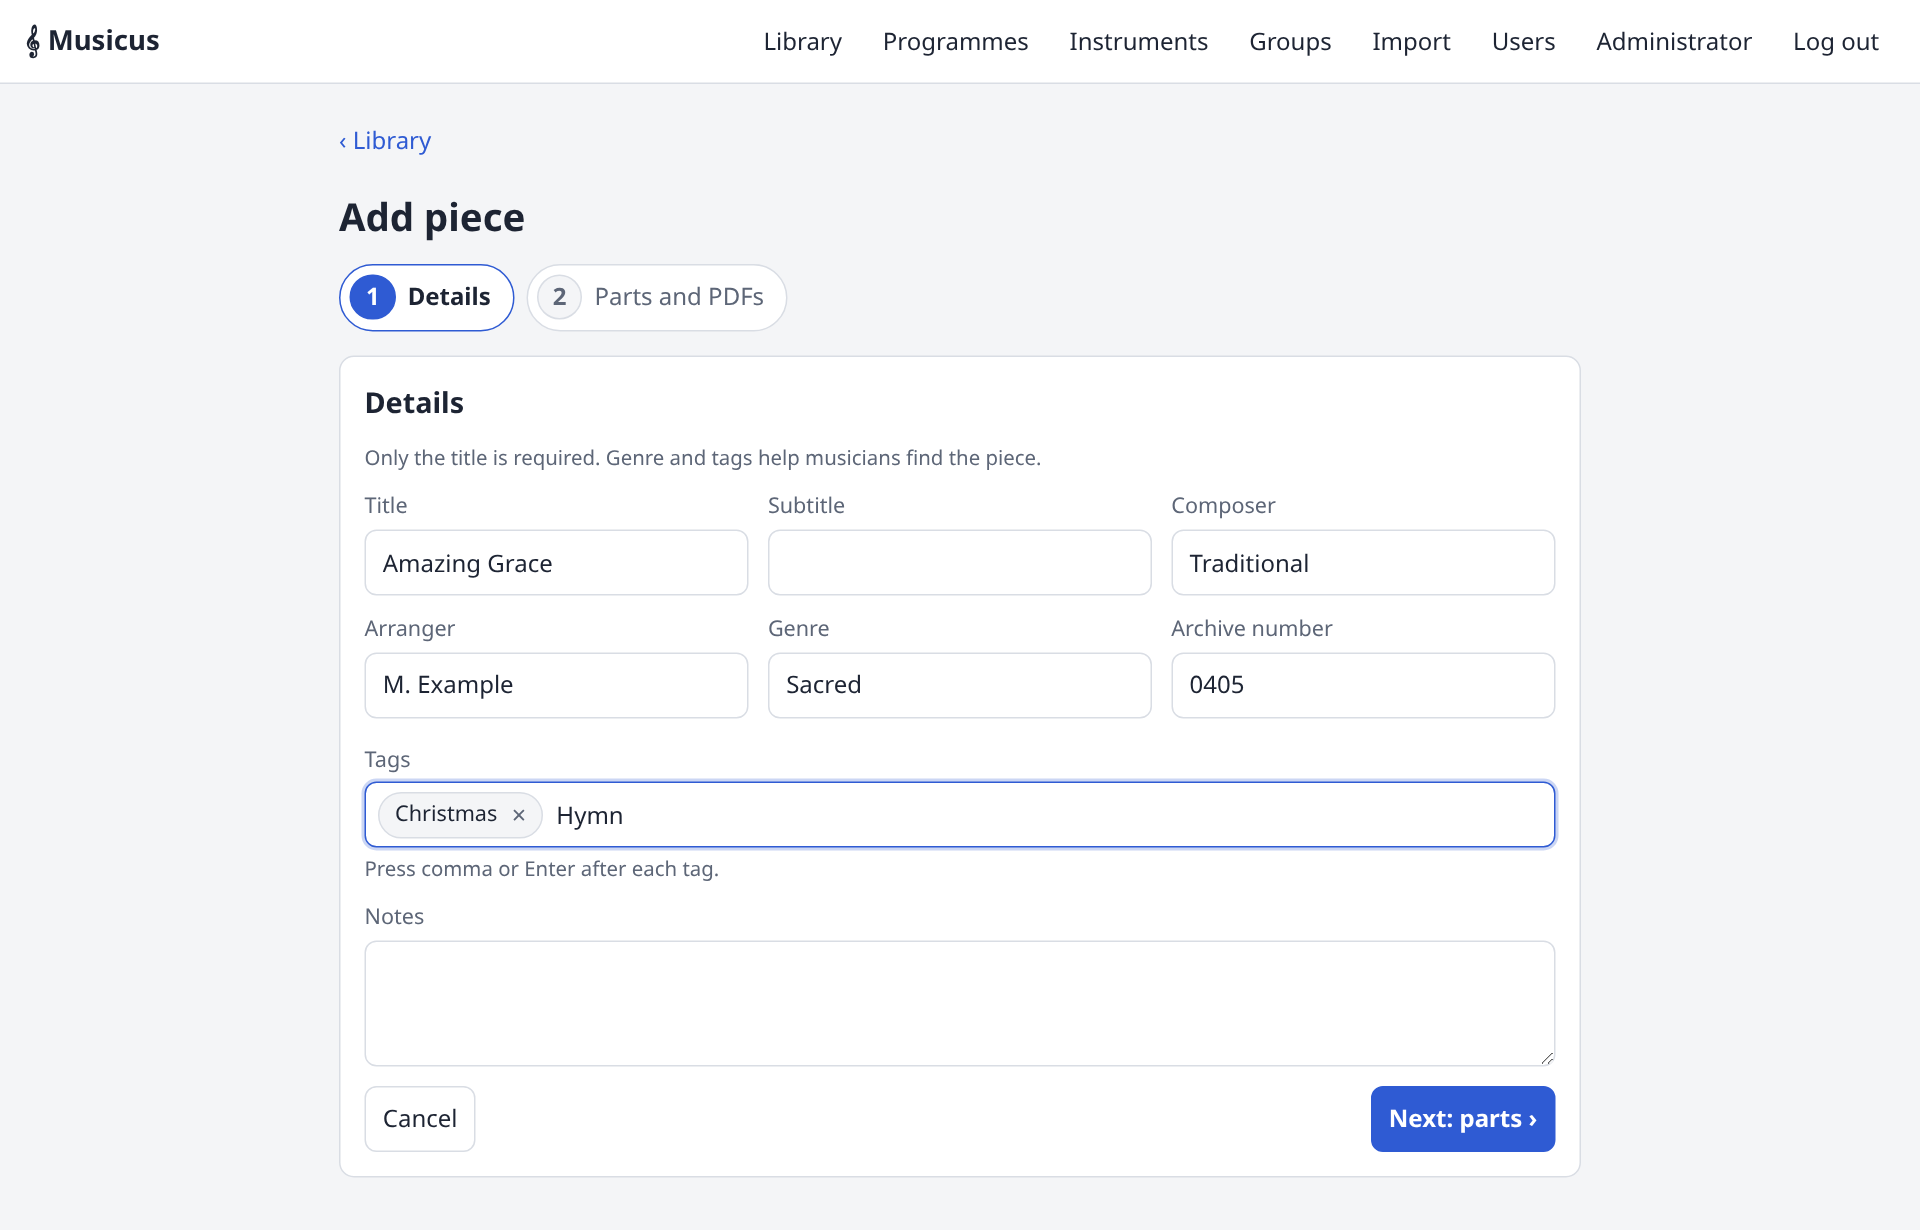 Musicus
Library Programmes Instruments Groups Import Users Administrator Log out
‹ Library
Add piece
1 Details 2 Parts and PDFs
Details
Only the title is required. Genre and tags help musicians find the piece.
Title Subtitle Composer
Amazing Grace Traditional
Arranger Genre Archive number
M. Example Sacred 0405
Tags
Christmas × Hymn
Press comma or Enter after each tag.
Notes
Cancel Next: parts ›